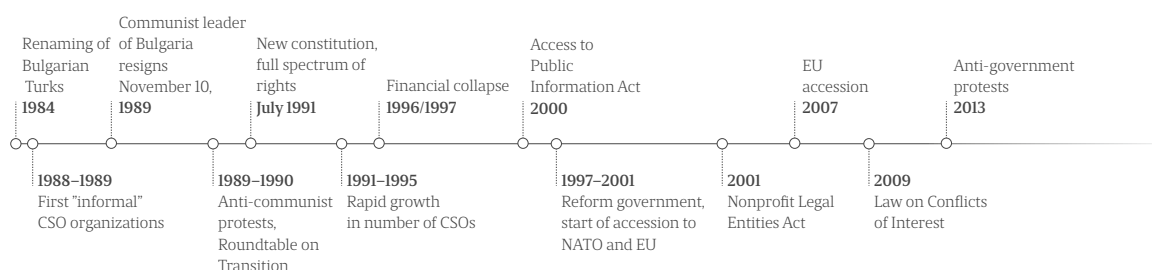 Renaming of
Bulgarian
Turks
1984
Communist leader
of Bulgaria
resigns
November 10,
1989
New constitution,
full spectrum of
rights
July 1991
Financial collapse
1996/1997
Access to
Public
Information Act
2000
EU
accession
2007
Anti-government
protests
2013
1988–1989
First ”informal”
CSO organizations
1989–1990
Anti-communist
protests,
Roundtable on
Transition
1991–1995
Rapid growth
in number of CSOs
1997–2001
Reform government,
start of accession to
NATO and EU
2001
Nonprofit Legal
Entities Act
2009
Law on Conflicts
of Interest